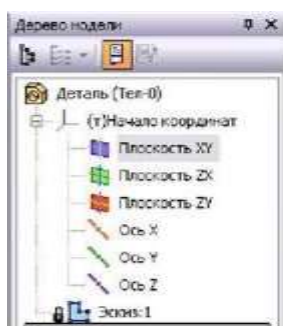 Дерево модели
Деталь (Тел-0)
(т)Начало координат
Плоскость XY
Плоскость ZX
Плоскость ZY
Ось X
Ось Y
Ось Z
Эскиз:1